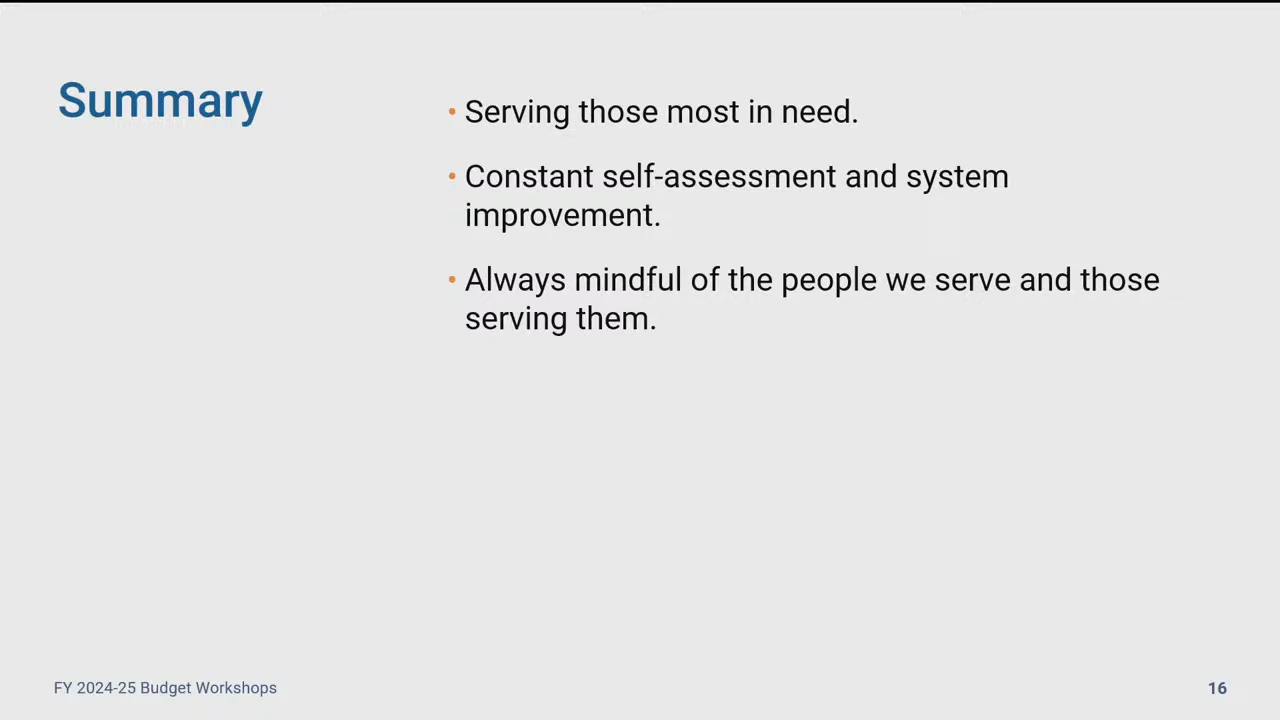 Summary
• Serving those most in need.
• Constant self-assessment and system
improvement.
• Always mindful of the people we serve and those
serving them.
FY 2024-25 Budget Workshops
16